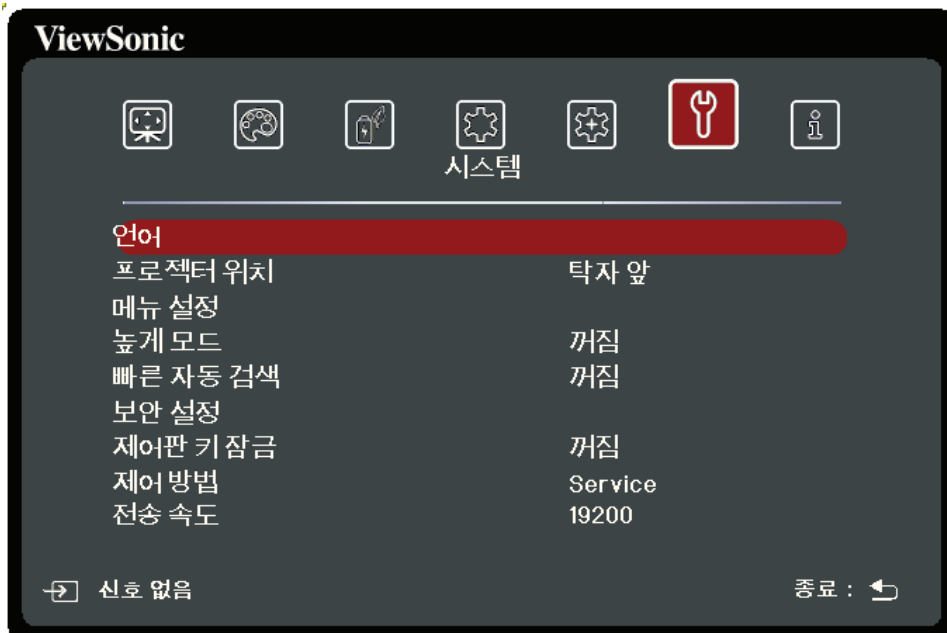 ViewSonic
시스템
언어
프로젝터 위치 탁자 앞
메뉴 설정
높게 모드 꺼짐
빠른 자동 검색 꺼짐
보안 설정
제어판 키 잠금 꺼짐
제어 방법 Service
전송 속도 19200
신호 없음 종료 :